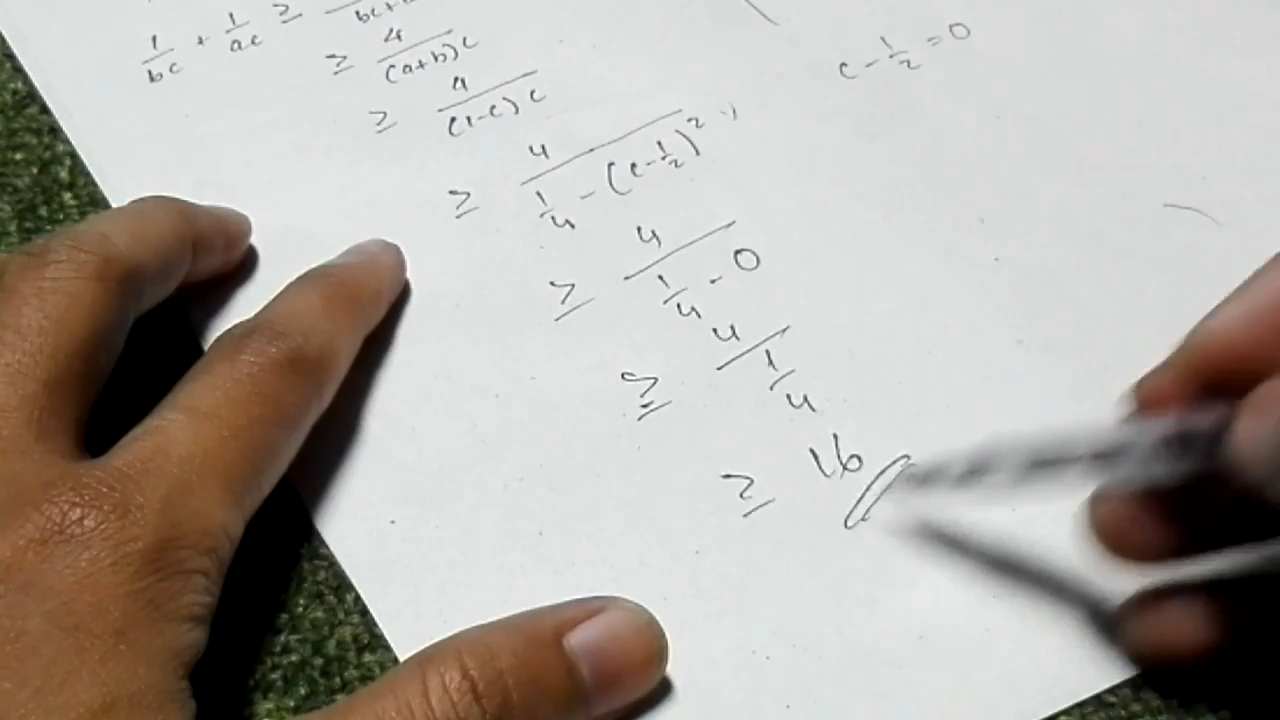 1/bc + 1/ac ≥ /bc+
≥ 4/(a+b)c
≥ 4/(1-c)c
c - 1/2 = 0
≥ 4/(1/4 - (c - 1/2)²)
≥ 4/(1/4 - 0)
≥ 4/(1/4)
≥ 16